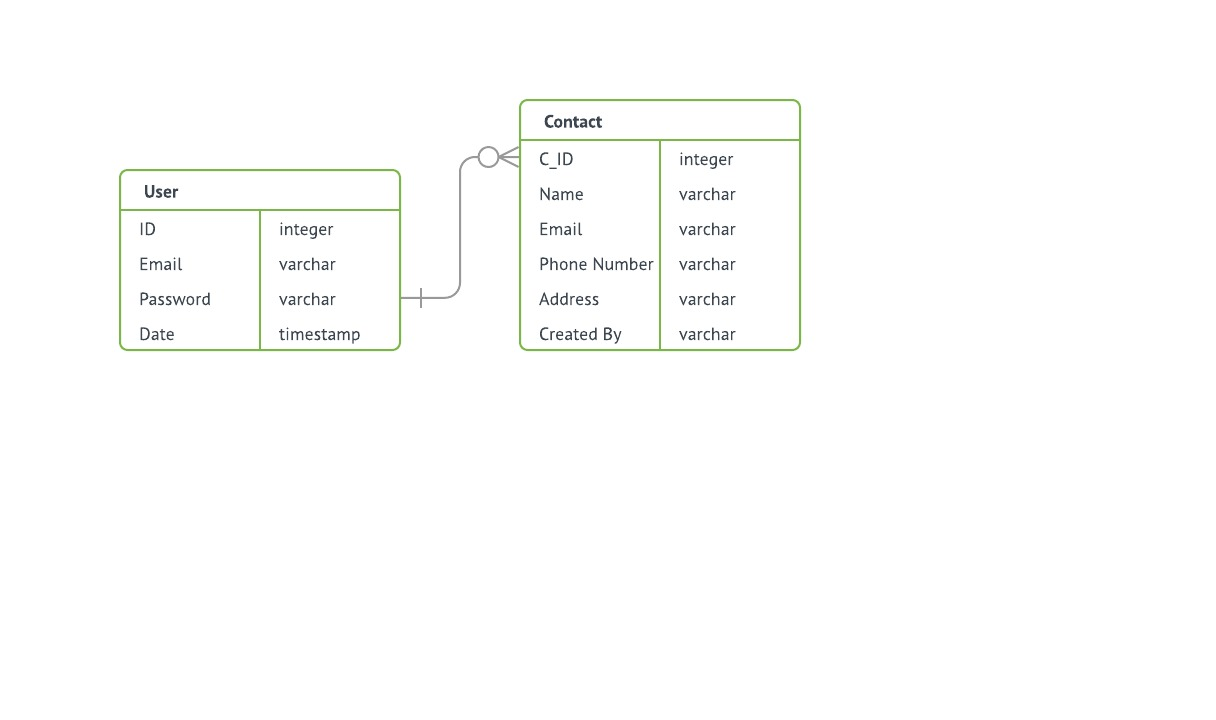 User
ID integer
Email varchar
Password varchar
Date timestamp
Contact
C_ID integer
Name varchar
Email varchar
Phone Number varchar
Address varchar
Created By varchar